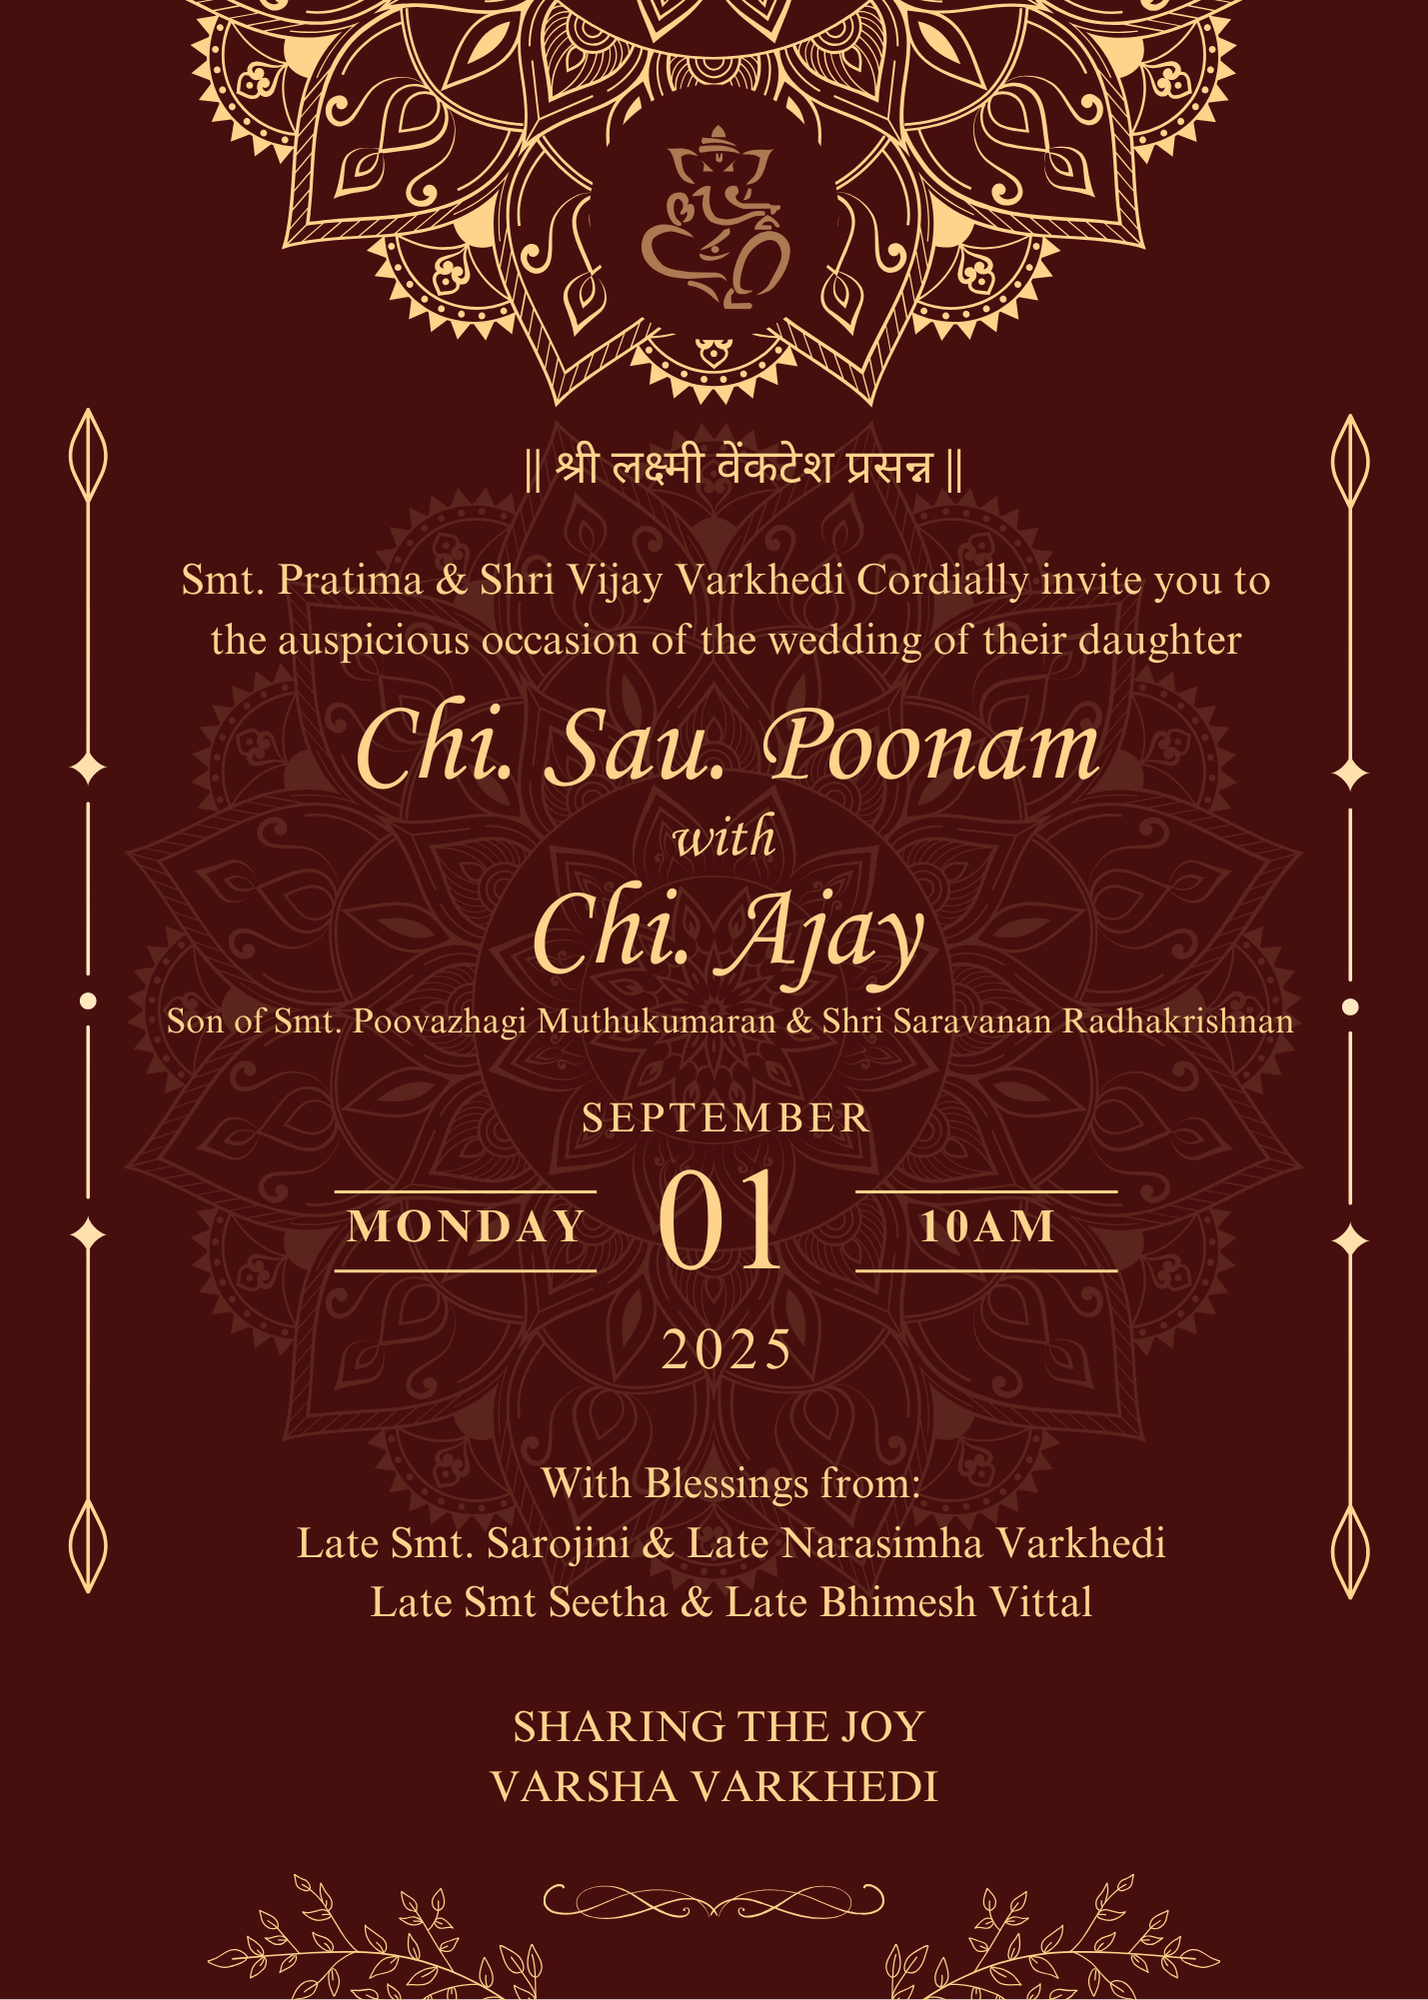 || श्री लक्ष्मी वेंकटेश प्रसन्न ||
Smt. Pratima & Shri Vijay Varkhedi Cordially invite you to
the auspicious occasion of the wedding of their daughter
Chi. Sau. Poonam
with
Chi. Ajay
Son of Smt. Poovazhagi Muthukumaran & Shri Saravanan Radhakrishnan
SEPTEMBER
MONDAY 01 10AM
2025
With Blessings from:
Late Smt. Sarojini & Late Narasimha Varkhedi
Late Smt Seetha & Late Bhimesh Vittal
SHARING THE JOY
VARSHA VARKHEDI